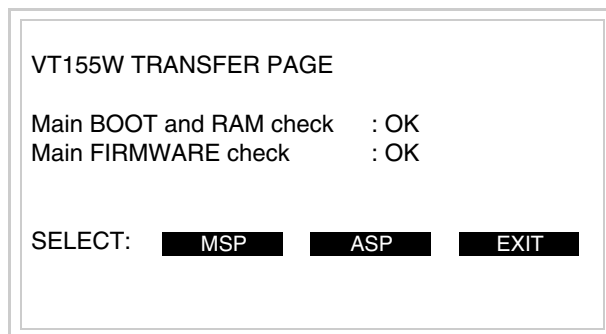 VT155W TRANSFER PAGE
Main BOOT and RAM check : OK
Main FIRMWARE check : OK
SELECT: MSP ASP EXIT